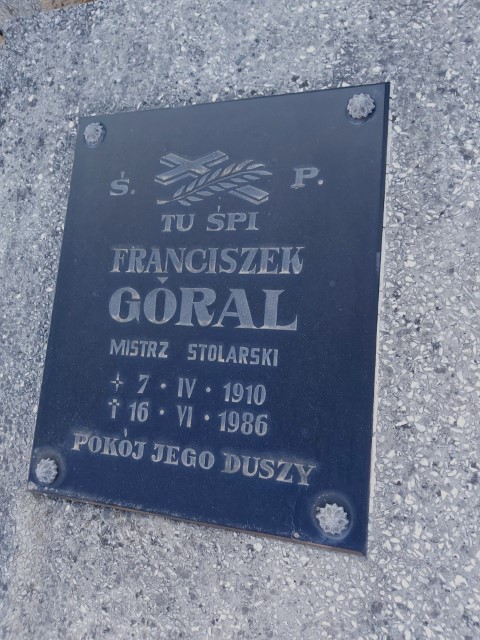 Ś. P.
TU ŚPI
FRANCISZEK
GÓRAL
MISTRZ STOLARSKI
+ 7 · IV · 1910
† 16 · VI · 1986
POKÓJ JEGO DUSZY